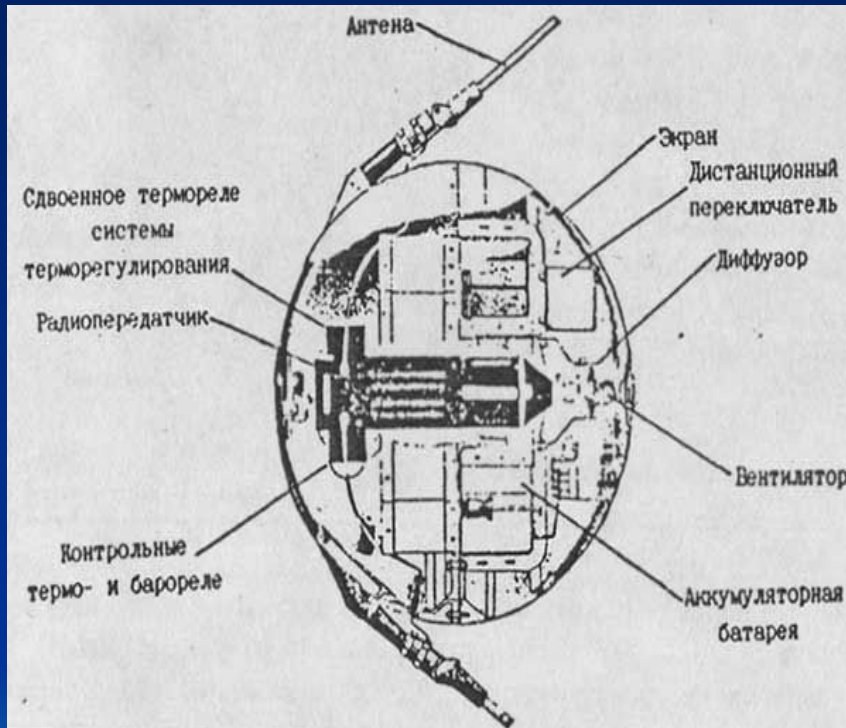 Антена
Экран
Дистанционный
переключатель
Диффузор
Сдвоенное термореле
системы
терморегулирования
Радиопередатчик
Вентилятор
Контрольные
термо- и барореле
Аккумуляторная
батарея